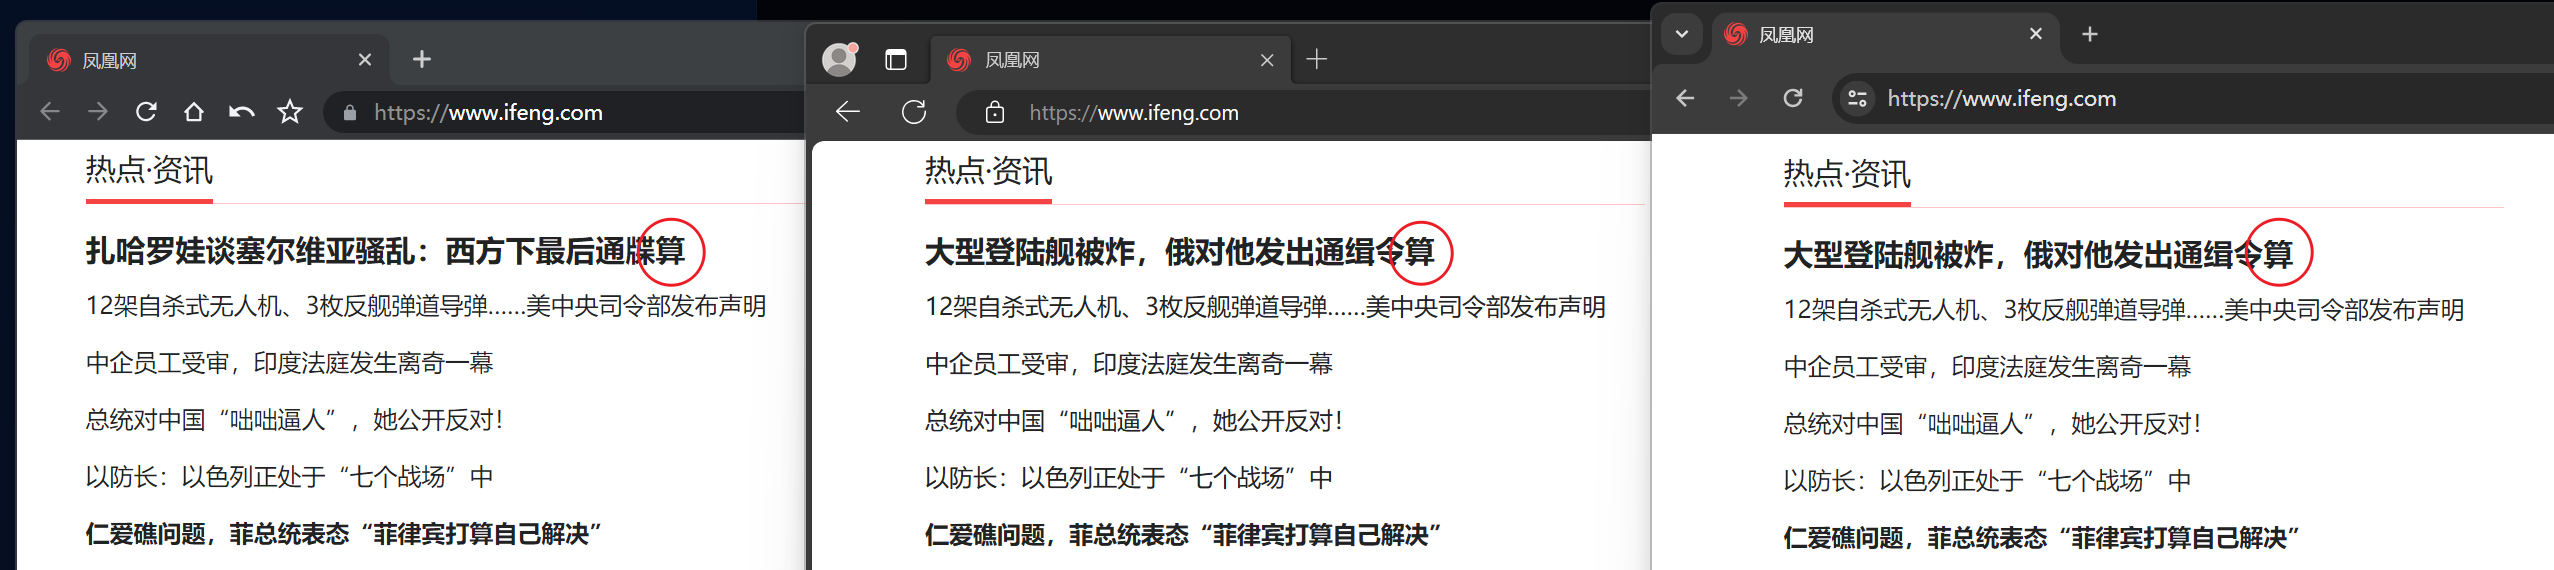 凤凰网
https://www.ifeng.com
热点·资讯
扎哈罗娃谈塞尔维亚骚乱：西方下最后通牒算
12架自杀式无人机、3枚反舰弹道导弹……美中央司令部发布声明
中企员工受审，印度法庭发生离奇一幕
总统对中国“咄咄逼人”，她公开反对！
以防长：以色列正处于“七个战场”中
仁爱礁问题，菲总统表态“菲律宾打算自己解决”
凤凰网
https://www.ifeng.com
热点·资讯
大型登陆舰被炸，俄对他发出通缉令算
12架自杀式无人机、3枚反舰弹道导弹……美中央司令部发布声明
中企员工受审，印度法庭发生离奇一幕
总统对中国“咄咄逼人”，她公开反对！
以防长：以色列正处于“七个战场”中
仁爱礁问题，菲总统表态“菲律宾打算自己解决”
凤凰网
https://www.ifeng.com
热点·资讯
大型登陆舰被炸，俄对他发出通缉令算
12架自杀式无人机、3枚反舰弹道导弹……美中央司令部发布声明
中企员工受审，印度法庭发生离奇一幕
总统对中国“咄咄逼人”，她公开反对！
以防长：以色列正处于“七个战场”中
仁爱礁问题，菲总统表态“菲律宾打算自己解决”